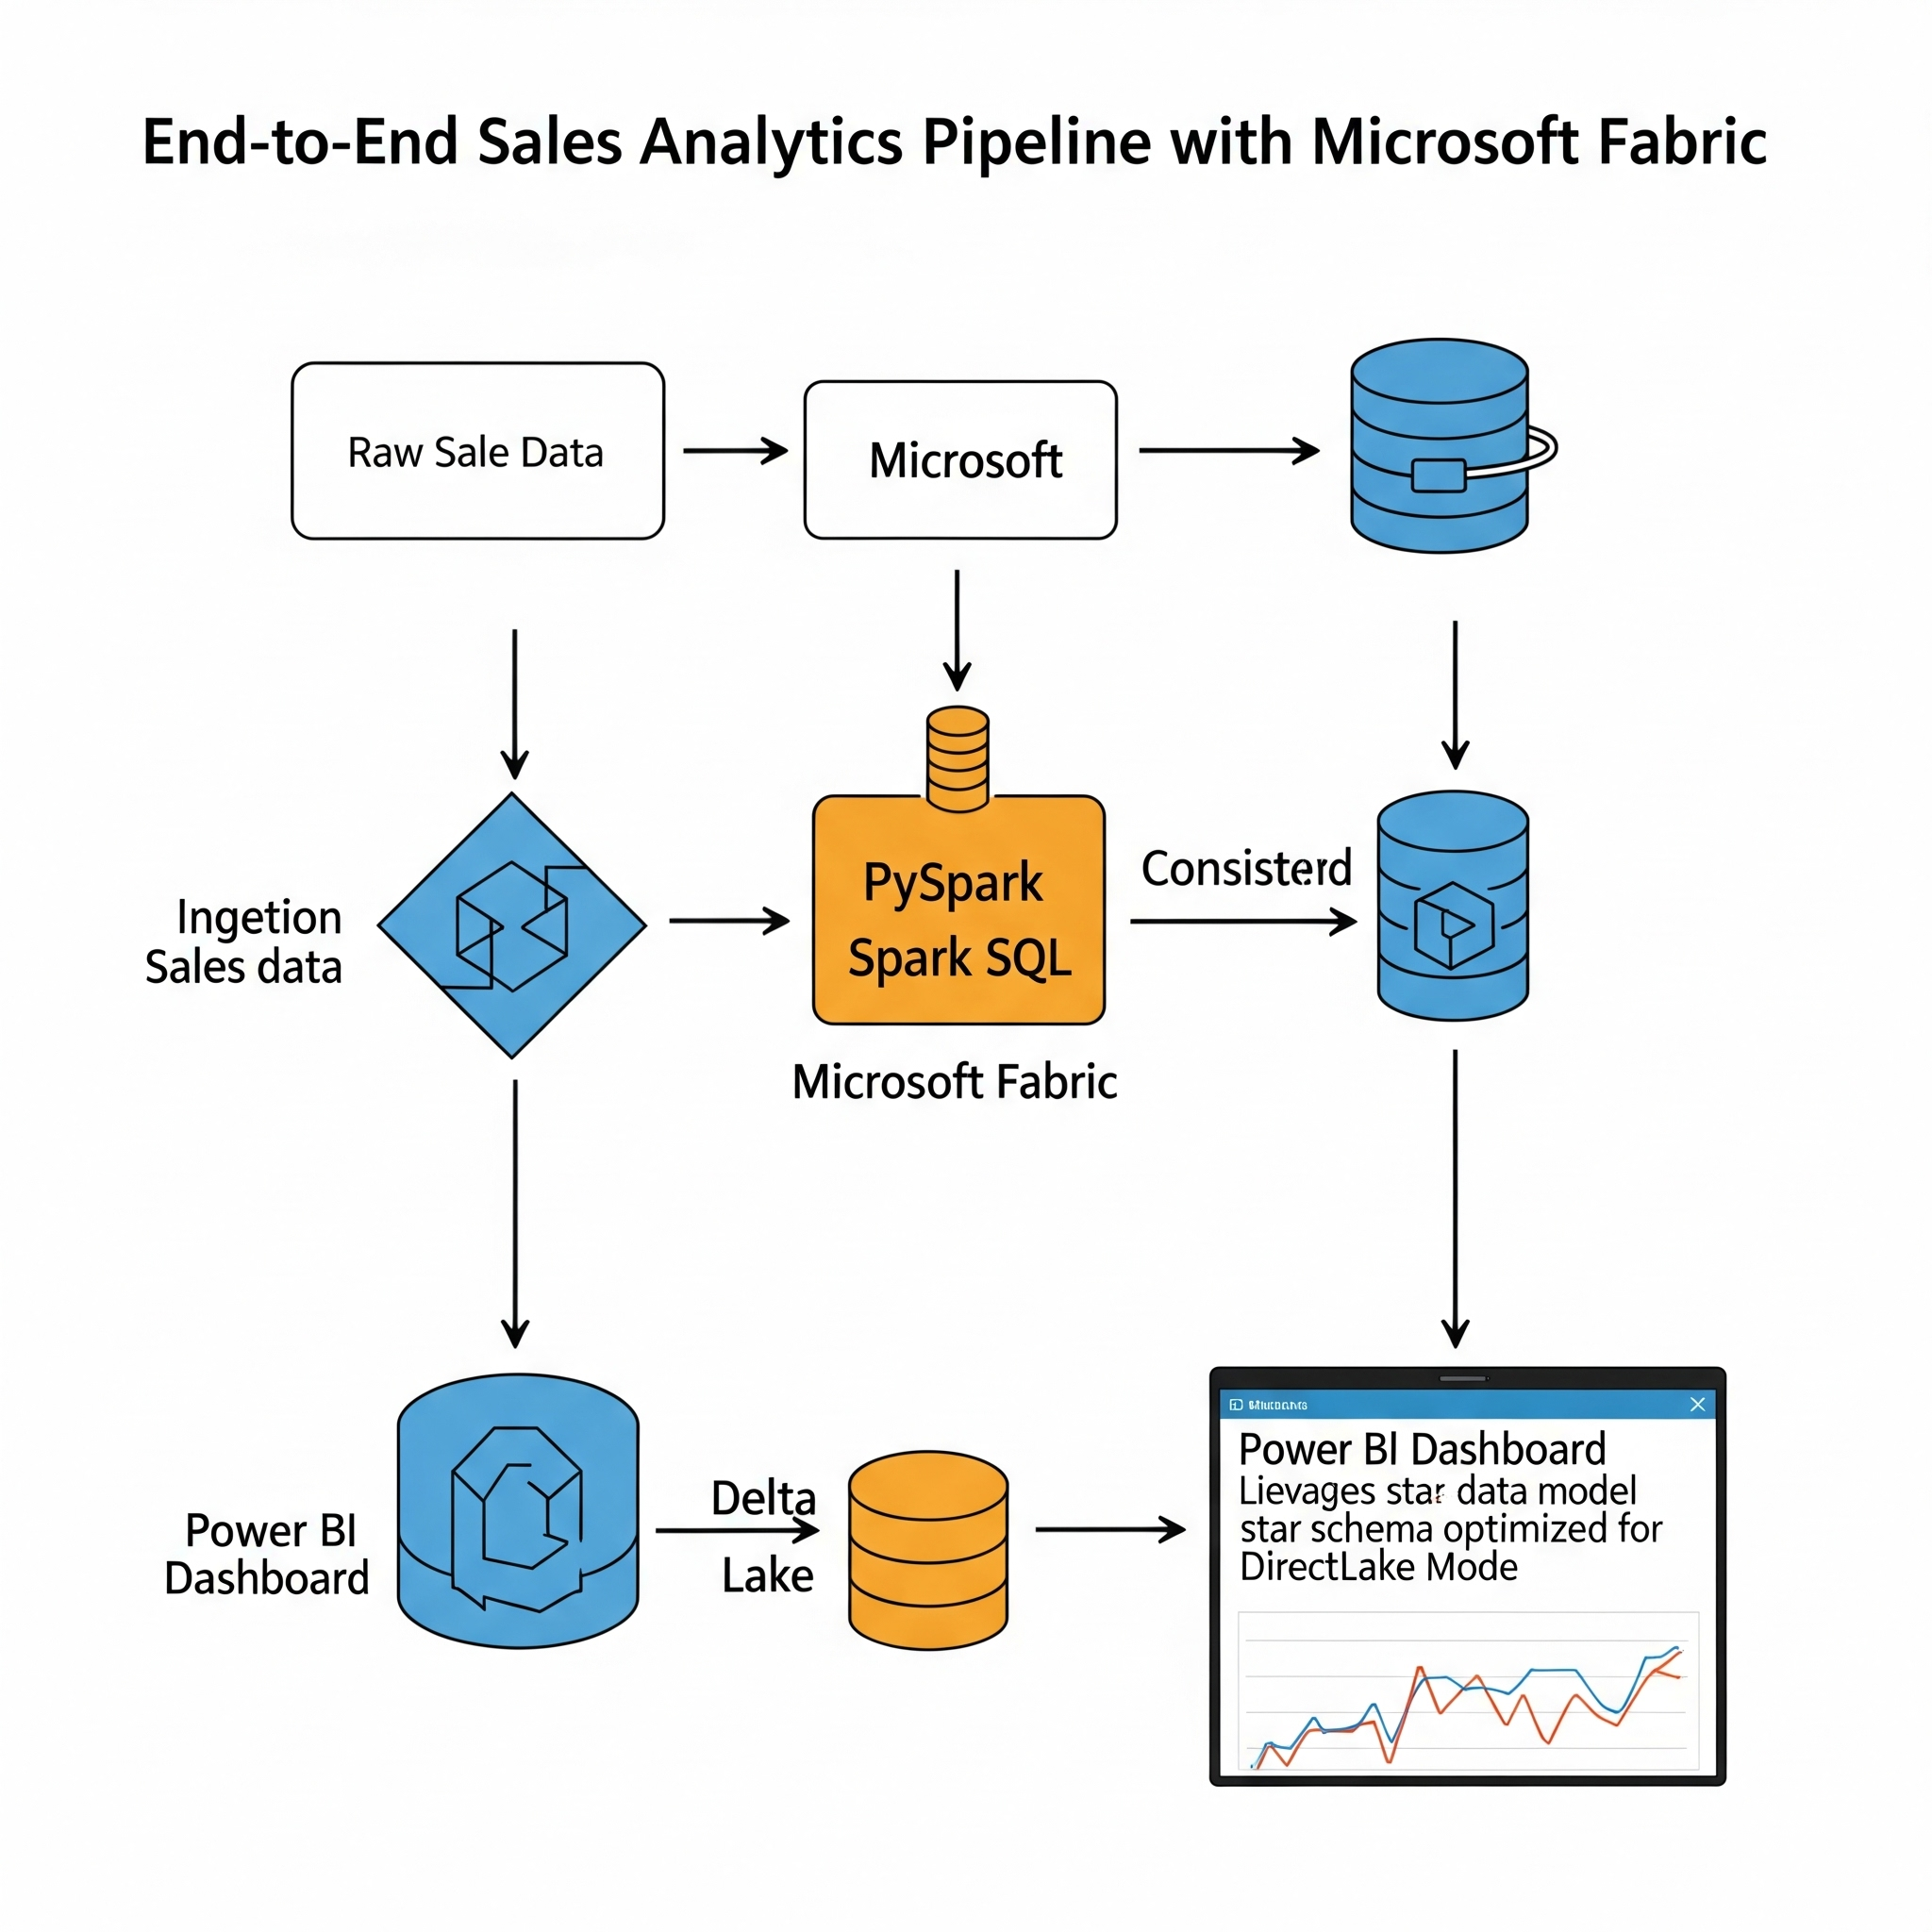 End-to-End Sales Analytics Pipeline with Microsoft Fabric
Raw Sale Data
Microsoft
Ingetion
Sales data
PySpark
Spark SQL
Consisterd
Microsoft Fabric
Power BI
Dashboard
Delta
Lake
Power BI Dashboard
Lievages star data model
star schema optimized for
DirectLake Mode